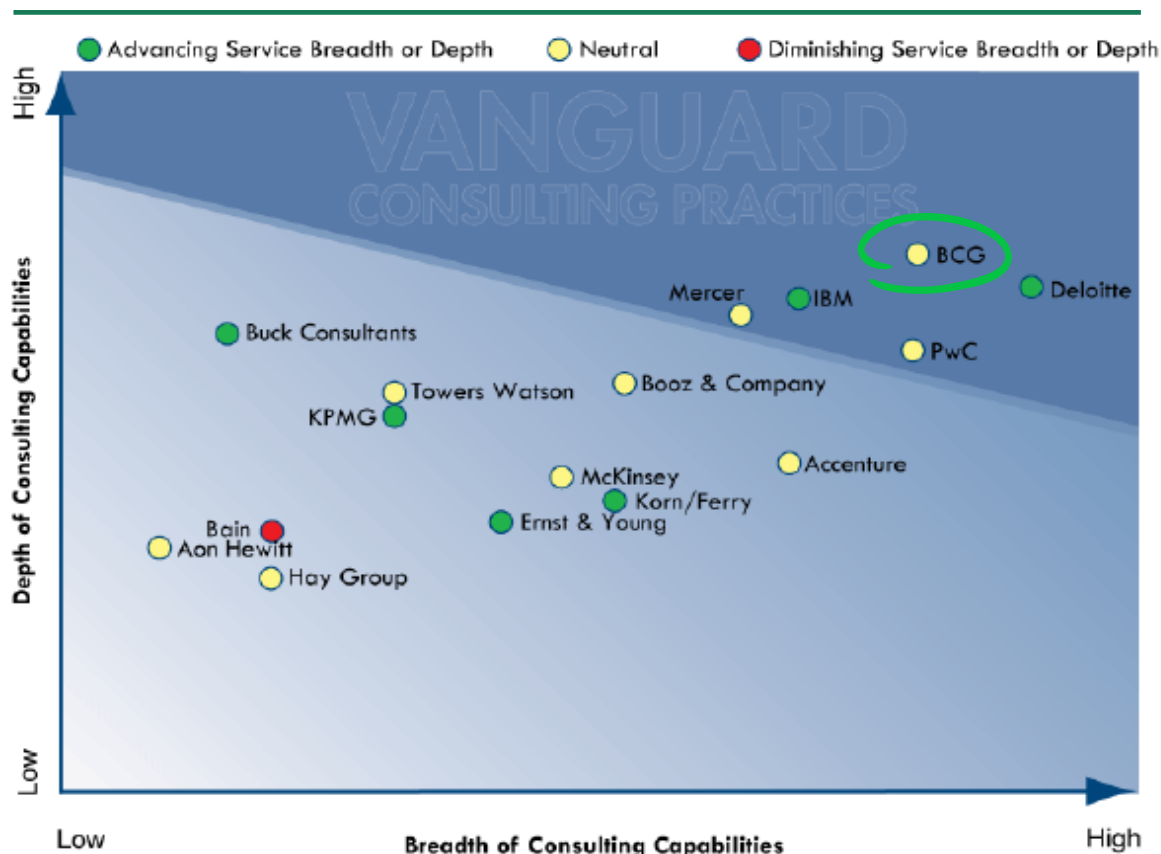 Advancing Service Breadth or Depth
Neutral
Diminishing Service Breadth or Depth
High
VANGUARD
CONSULTING PRACTICES
BCG
Deloitte
Mercer
IBM
PwC
Buck Consultants
Towers Watson
Booz & Company
KPMG
Accenture
McKinsey
Korn/Ferry
Ernst & Young
Bain
Aon Hewitt
Hay Group
Depth of Consulting Capabilities
Low
Low
Breadth of Consulting Capabilities
High